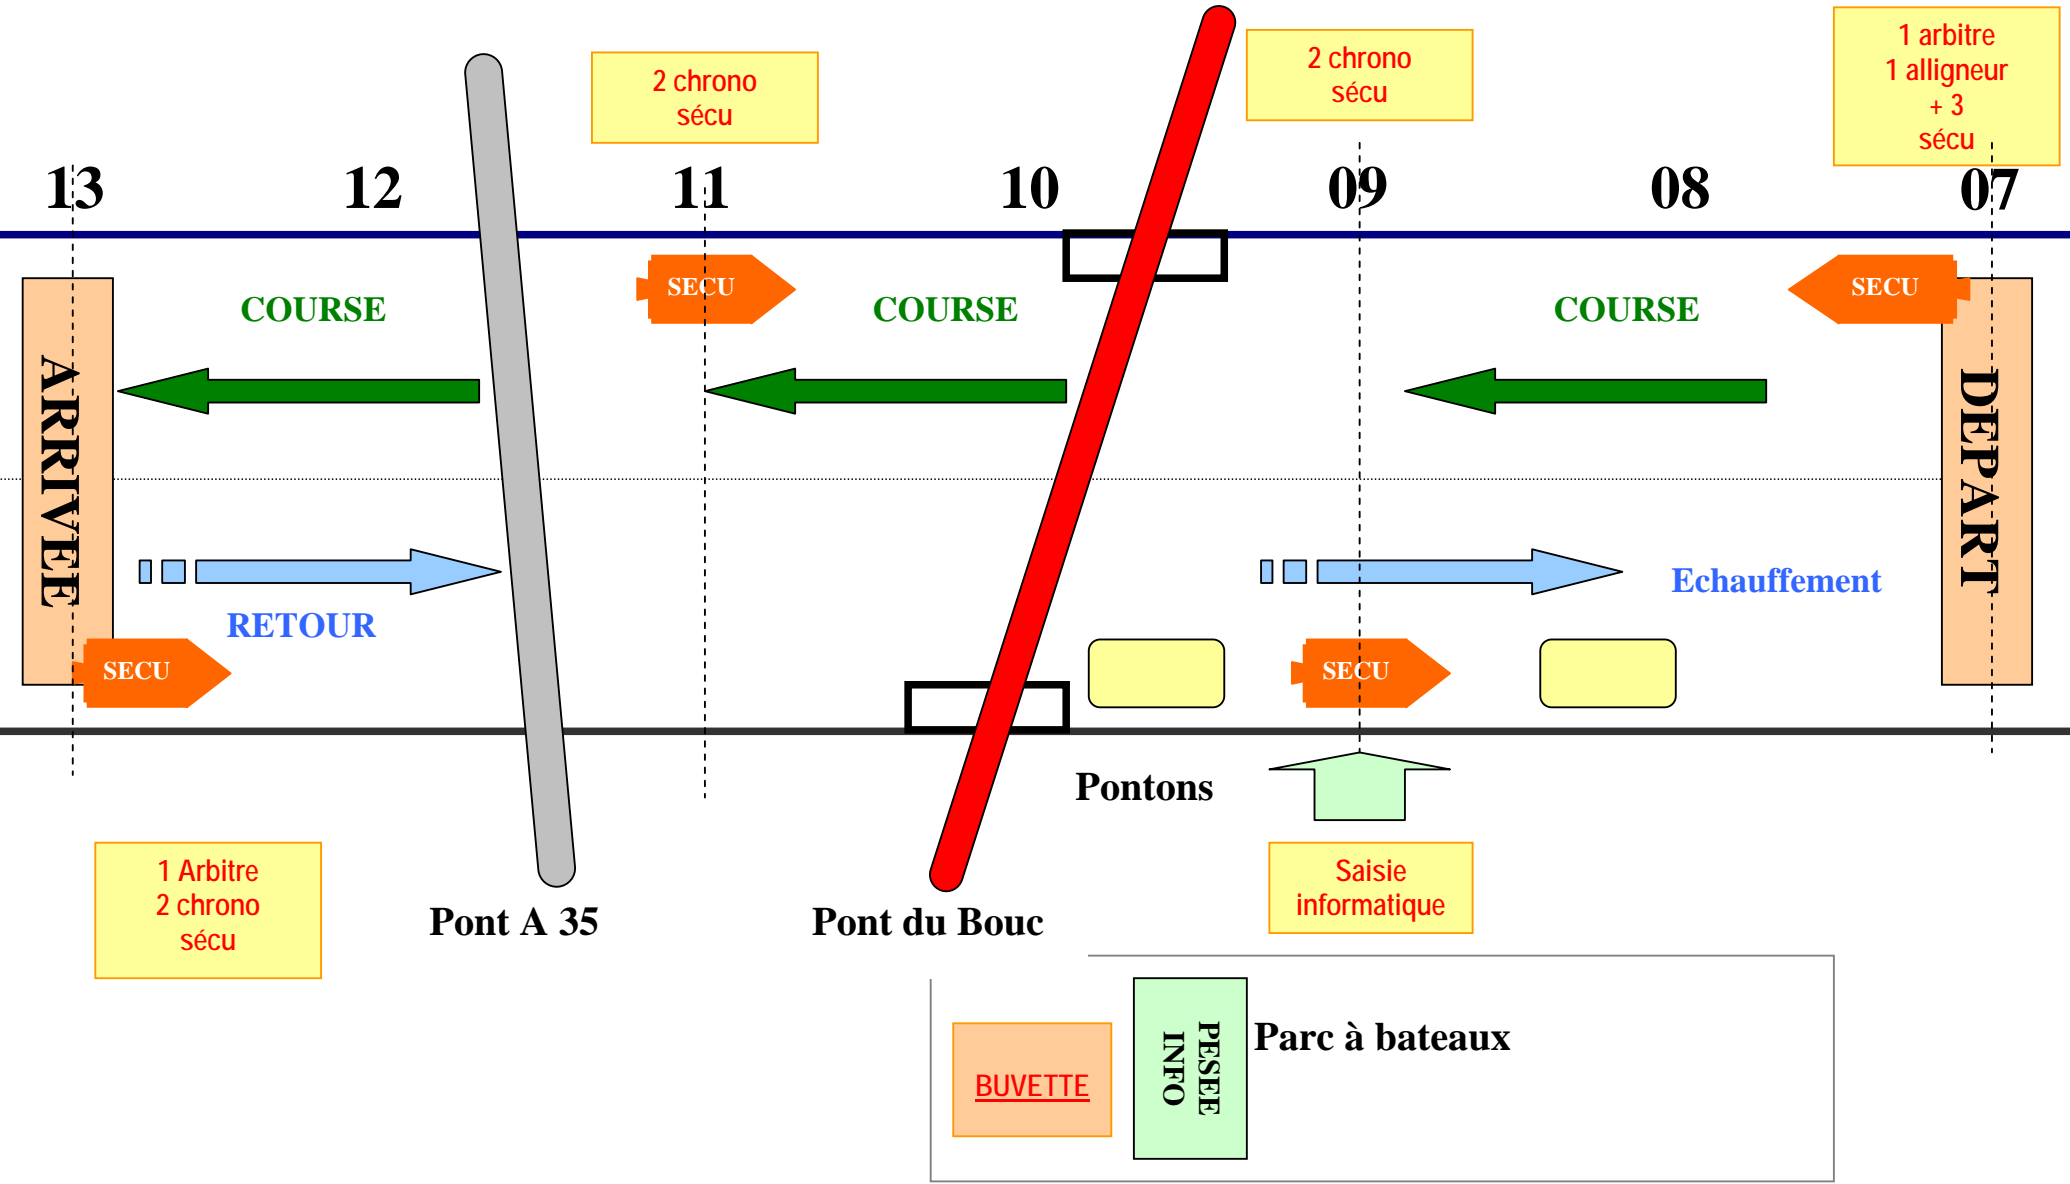 1 arbitre
1 alligneur
+ 3
sécu
2 chrono
sécu
2 chrono
sécu
13 12 11 10 09 08 07
SECU
SECU
COURSE
COURSE
COURSE
ARRIVEE
DEPART
Echauffement
RETOUR
SECU
SECU
Pontons
1 Arbitre
2 chrono
sécu
Saisie
informatique
Pont A 35
Pont du Bouc
BUVETTE
PESEE
INFO
Parc à bateaux